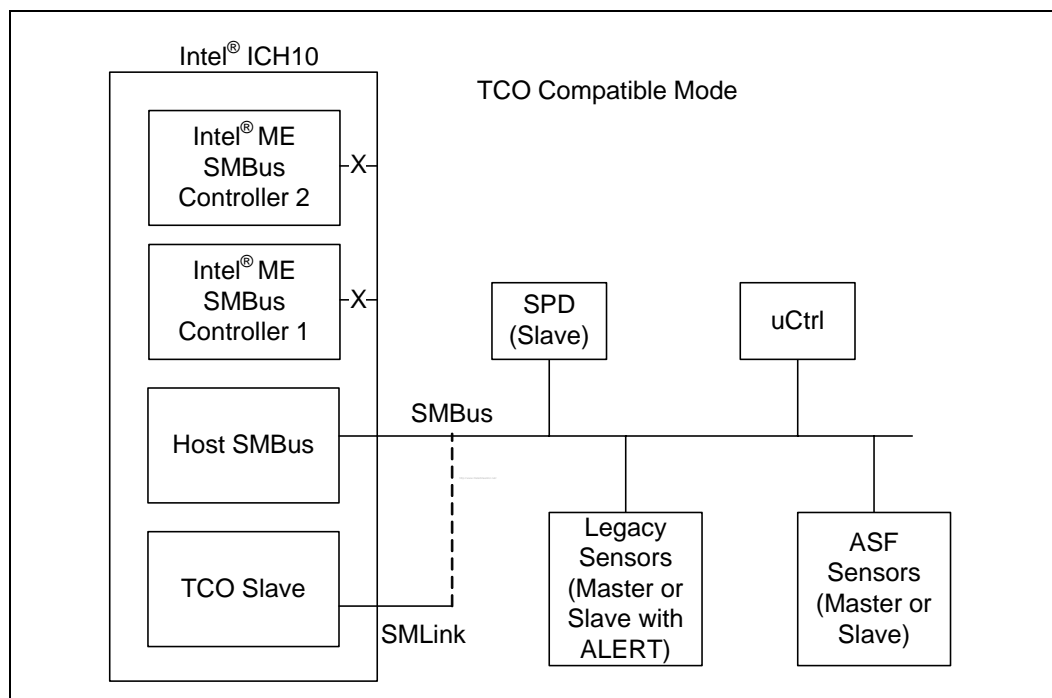 Intel® ICH10
TCO Compatible Mode
Intel® ME
SMBus
Controller 2
X
Intel® ME
SMBus
Controller 1
X
SPD
(Slave)
uCtrl
SMBus
Host SMBus
Legacy
Sensors
(Master or
Slave with
ALERT)
ASF
Sensors
(Master or
Slave)
TCO Slave
SMLink